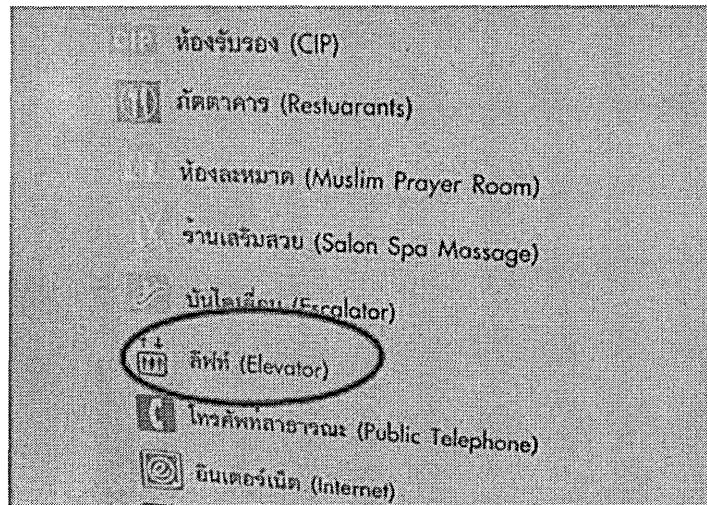 CIP ห้องรับรอง (CIP)
ภัตตาคาร (Restuarants)
ห้องละหมาด (Muslim Prayer Room)
ร้านเสริมสวย (Salon Spa Massage)
บันไดเลื่อน (Escalator)
ลิฟท์ (Elevator)
โทรศัพท์สาธารณะ (Public Telephone)
อินเตอร์เน็ต (Internet)